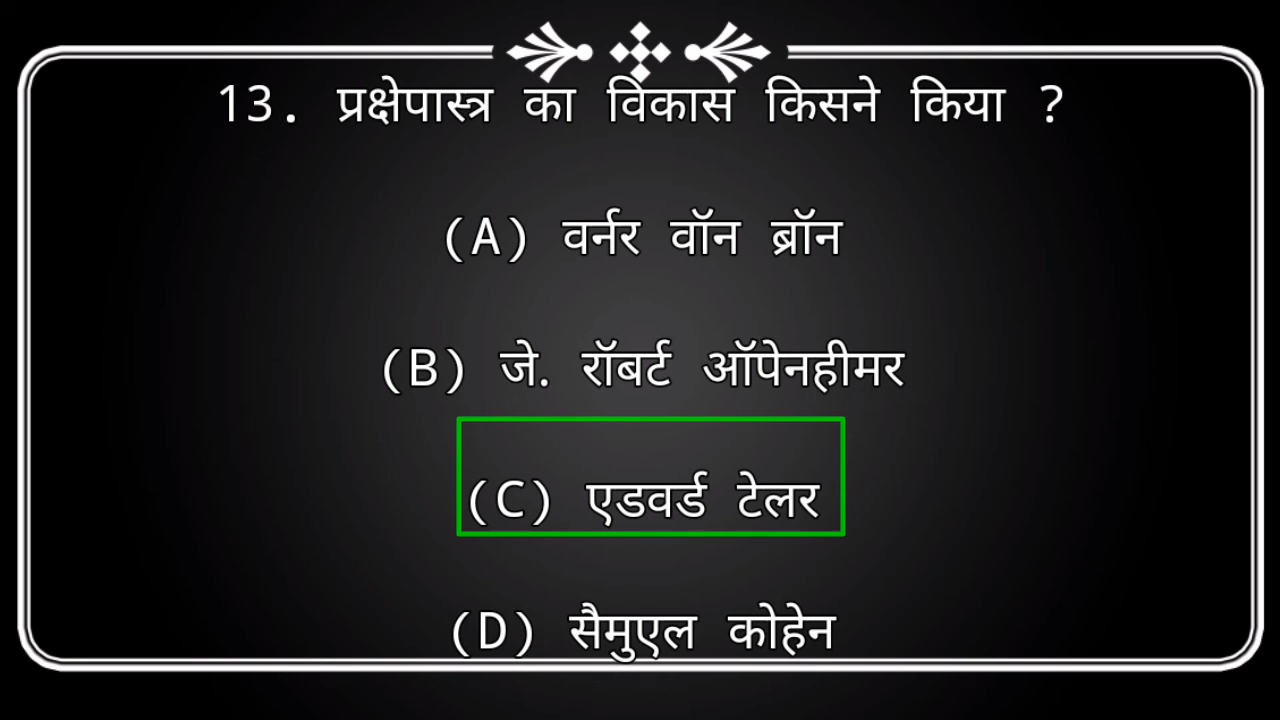 13. प्रक्षेपास्त्र का विकास किसने किया ?
(A) वर्नर वॉन ब्रॉन
(B) जे. रॉबर्ट ऑपेनहीमर
(C) एडवर्ड टेलर
(D) सैमुएल कोहेन